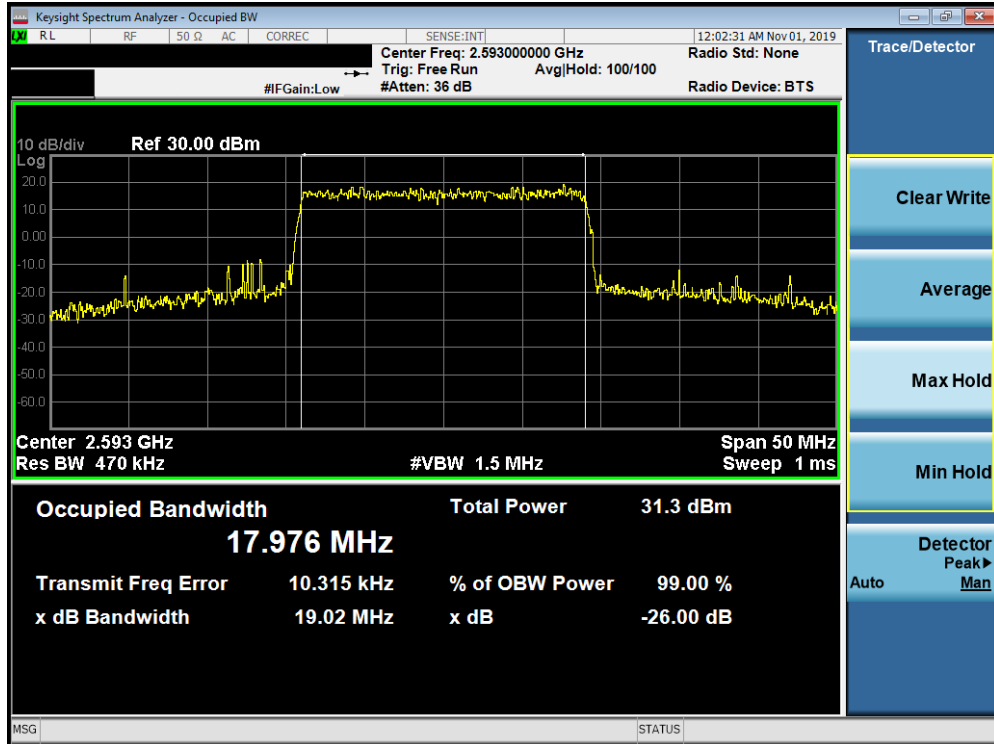 Keysight Spectrum Analyzer - Occupied BW
LXI RL RF 50 Ω AC CORREC SENSE:INT 12:02:31 AM Nov 01, 2019
Center Freq: 2.593000000 GHz Radio Std: None
Trig: Free Run Avg|Hold: 100/100
#IFGain:Low #Atten: 36 dB Radio Device: BTS
Trace/Detector
10 dB/div Ref 30.00 dBm
Log
20.0
10.0
0.00
-10.0
-20.0
-30.0
-40.0
-50.0
-60.0
Center 2.593 GHz Span 50 MHz
Res BW 470 kHz #VBW 1.5 MHz Sweep 1 ms
Occupied Bandwidth Total Power 31.3 dBm
17.976 MHz
Transmit Freq Error 10.315 kHz % of OBW Power 99.00 %
x dB Bandwidth 19.02 MHz x dB -26.00 dB
Clear Write
Average
Max Hold
Min Hold
Detector
Peak▶
Auto Man
MSG STATUS